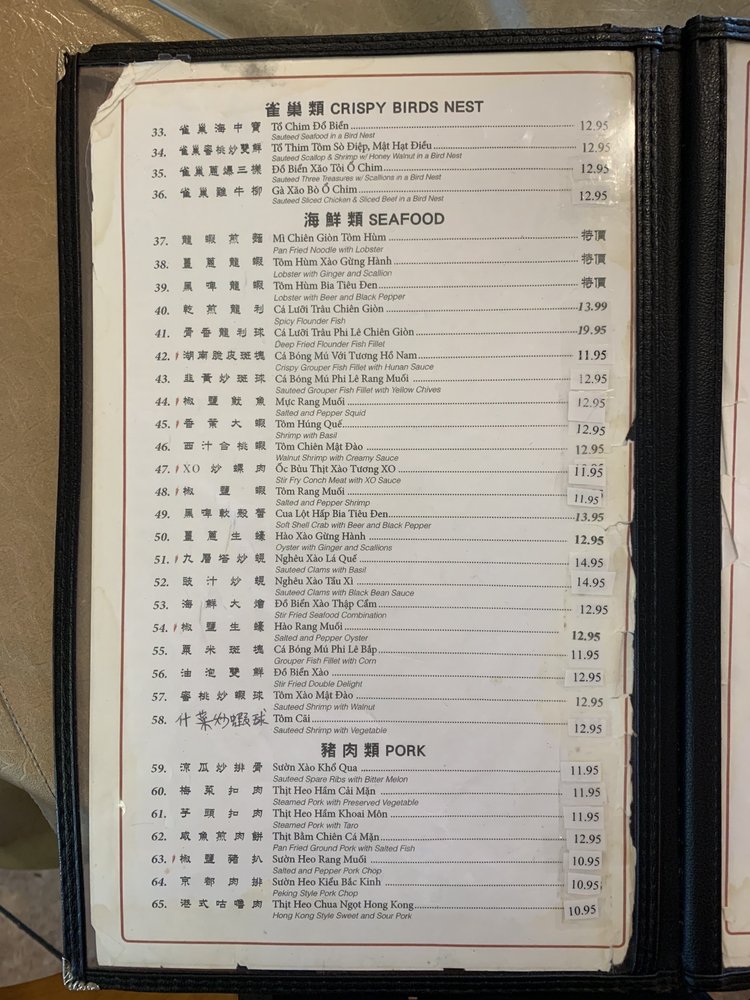 雀巢類 CRISPY BIRDS NEST
33. 雀巢海中寶 Tổ Chim Đồ Biển 12.95
Sauteed Seafood in a Bird Nest
34. 雀巢蜜桃炒雙鮮 Tổ Thim Tôm Sò Điệp, Mật Hạt Điều 12.95
Sauteed Scallop & Shrimp w/ Honey Walnut in a Bird Nest
35. 雀巢蔥爆三樣 Đồ Biển Xăo Tỏi Ổ Chim 12.95
Sauteed Three Treasures w/ Scallions in a Bird Nest
36. 雀巢雞牛柳 Gà Xăo Bò Ổ Chim 12.95
Sauteed Sliced Chicken & Sliced Beef in a Bird Nest
海鮮類 SEAFOOD
37. 龍蝦煎麵 Mì Chiên Giòn Tôm Hùm 特價
Pan Fried Noodle with Lobster
38. 薑蔥龍蝦 Tôm Hùm Xào Gừng Hành 特價
Lobster with Ginger and Scallion
39. 黑啤龍蝦 Tôm Hùm Bia Tiêu Đen 特價
Lobster with Beer and Black Pepper
40. 乾煎龍利 Cá Lưỡi Trâu Chiên Giòn 13.99
Spicy Flounder Fish
41. 骨香龍利球 Cá Lưỡi Trâu Phi Lê Chiên Giòn 19.95
Deep Fried Flounder Fish Fillet
42. 湖南脆皮斑塊 Cá Bóng Mú Với Tương Hồ Nam 11.95
Crispy Grouper Fish Fillet with Hunan Sauce
43. 韭黃炒斑球 Cá Bóng Mú Phi Lê Rang Muối 12.95
Sauteed Grouper Fish Fillet with Yellow Chives
44. 椒鹽魷魚 Mực Rang Muối 12.95
Salted and Pepper Squid
45. 香葉大蝦 Tôm Húng Quế 12.95
Shrimp with Basil
46. 西汁合桃蝦 Tôm Chiên Mật Đào 12.95
Walnut Shrimp with Creamy Sauce
47. XO炒螺肉 Ốc Bùu Thịt Xào Tương XO 11.95
Stir Fry Conch Meat with XO Sauce
48. 椒鹽蝦 Tôm Rang Muối 11.95
Salted and Pepper Shrimp
49. 黑啤軟殼蟹 Cua Lột Hấp Bia Tiêu Đen 13.95
Soft Shell Crab with Beer and Black Pepper
50. 薑蔥生蠔 Hào Xào Gừng Hành 12.95
Oyster with Ginger and Scallions
51. 九層塔炒蜆 Nghêu Xào Lá Quế 14.95
Sauteed Clams with Basil
52. 豉汁炒蜆 Nghêu Xào Tầu Xì 14.95
Sauteed Clams with Black Bean Sauce
53. 海鮮大燴 Đồ Biển Xào Thập Cẩm 12.95
Stir Fried Seafood Combination
54. 椒鹽生蠔 Hào Rang Muối 12.95
Salted and Pepper Oyster
55. 粟米斑塊 Cá Bóng Mú Phi Lê Bắp 11.95
Grouper Fish Fillet with Corn
56. 油泡雙鮮 Đồ Biển Xào 12.95
Stir Fried Double Delight
57. 蜜桃炒蝦球 Tôm Xào Mật Đào 12.95
Sauteed Shrimp with Walnut
58. 什菜炒蝦球 Tôm Cải 12.95
Sauteed Shrimp with Vegetable
豬肉類 PORK
59. 涼瓜炒排骨 Sườn Xào Khổ Qua 11.95
Sauteed Spare Ribs with Bitter Melon
60. 梅菜扣肉 Thịt Heo Hầm Cải Mặn 11.95
Steamed Pork with Preserved Vegetable
61. 芋頭扣肉 Thịt Heo Hầm Khoai Môn 11.95
Steamed Pork with Taro
62. 咸魚煎肉餅 Thịt Bầm Chiên Cá Mặn 12.95
Pan Fried Ground Pork with Salted Fish
63. 椒鹽豬扒 Sườn Heo Rang Muối 10.95
Salted and Pepper Pork Chop
64. 京都肉排 Sườn Heo Kiểu Bắc Kinh 10.95
Peking Style Pork Chop
65. 港式咕嚕肉 Thịt Heo Chua Ngọt Hong Kong 10.95
Hong Kong Style Sweet and Sour Pork